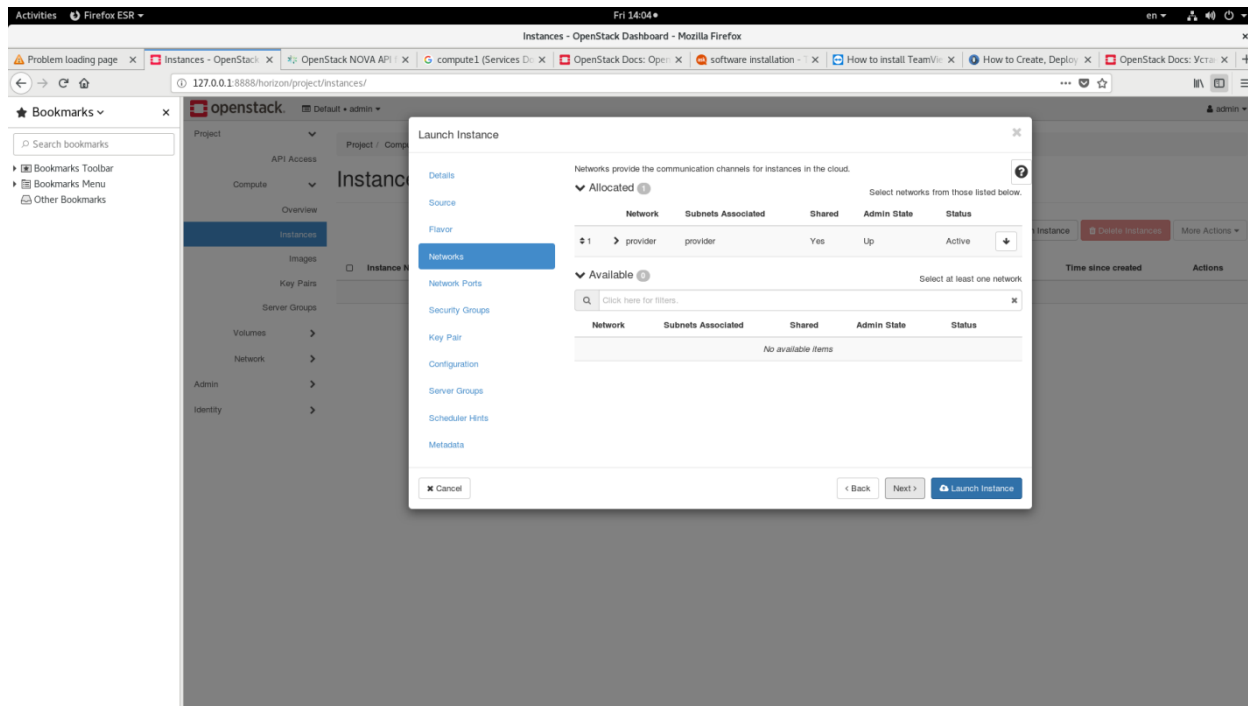 Activities Firefox ESR Fri 14:04 en
Instances - OpenStack Dashboard - Mozilla Firefox
Problem loading page Instances - OpenStack OpenStack NOVA API compute1 (Services Do OpenStack Docs: Open software installation - How to install TeamVie How to Create, Deploy OpenStack Docs: Уста
127.0.0.1:8888/horizon/project/instances/
Bookmarks
Search bookmarks
Bookmarks Toolbar
Bookmarks Menu
Other Bookmarks
openstack. Default • admin admin
Project
API Access
Compute
Overview
Instances
Images
Key Pairs
Server Groups
Volumes
Network
Admin
Identity
Project / Comp
Instanc
Instance Delete Instances More Actions
Instance N Time since created Actions
Launch Instance
Details
Source
Flavor
Networks
Network Ports
Security Groups
Key Pair
Configuration
Server Groups
Scheduler Hints
Metadata
Networks provide the communication channels for instances in the cloud.
Allocated 1 Select networks from those listed below.
Network Subnets Associated Shared Admin State Status
1 provider provider Yes Up Active
Available 0 Select at least one network
Click here for filters.
Network Subnets Associated Shared Admin State Status
No available items
Cancel < Back Next > Launch Instance